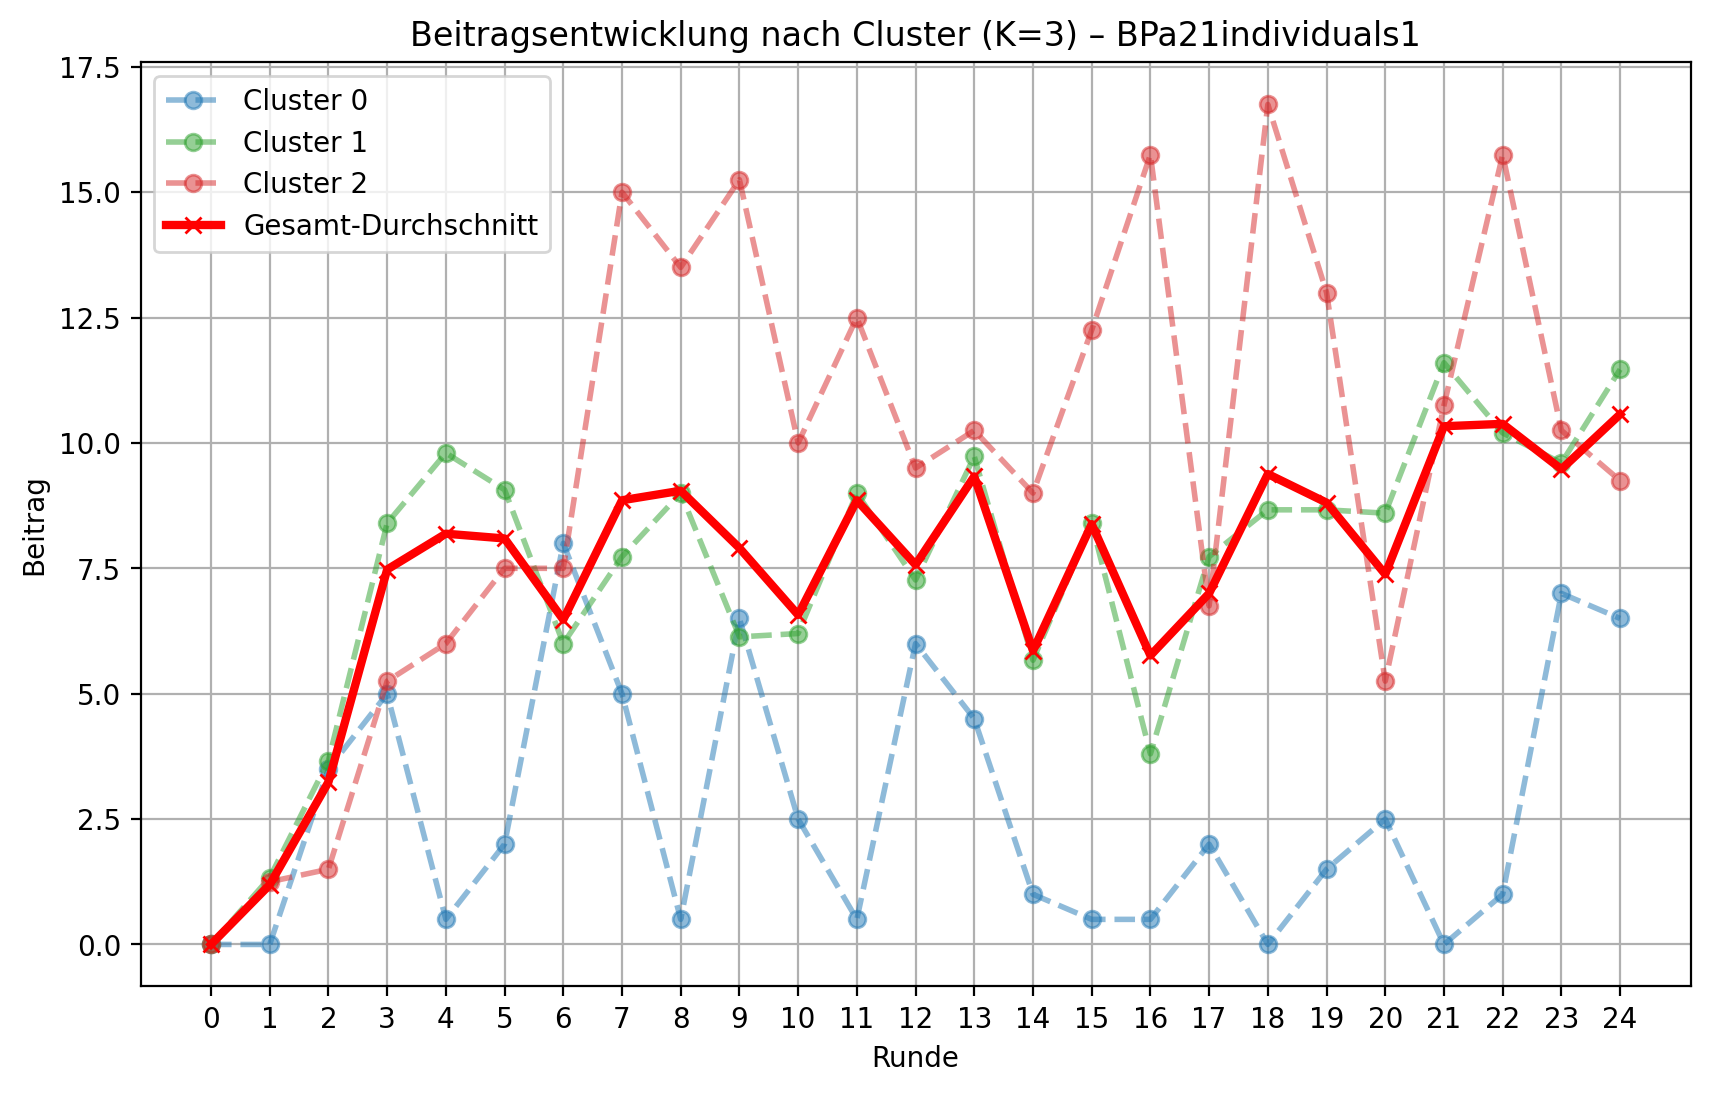 Beitragsentwicklung nach Cluster (K=3) – BPa21individuals1
17.5
15.0
12.5
10.0
7.5
5.0
2.5
0.0
Beitrag
Cluster 0
Cluster 1
Cluster 2
Gesamt-Durchschnitt
0 1 2 3 4 5 6 7 8 9 10 11 12 13 14 15 16 17 18 19 20 21 22 23 24
Runde